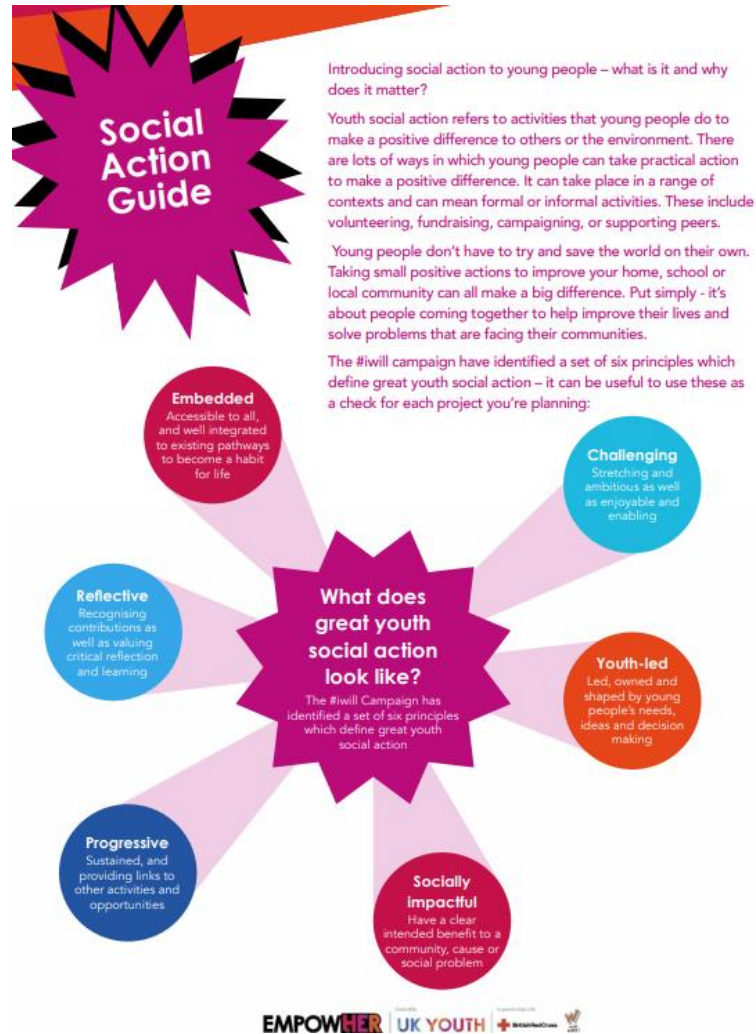 Social
Action
Guide
Introducing social action to young people – what is it and why
does it matter?
Youth social action refers to activities that young people do to
make a positive difference to others or the environment. There
are lots of ways in which young people can take practical action
to make a positive difference. It can take place in a range of
contexts and can mean formal or informal activities. These include
volunteering, fundraising, campaigning, or supporting peers.
Young people don't have to try and save the world on their own.
Taking small positive actions to improve your home, school or
local community can all make a big difference. Put simply - it's
about people coming together to help improve their lives and
solve problems that are facing their communities.
The #iwill campaign have identified a set of six principles which
define great youth social action – it can be useful to use these as
a check for each project you're planning:
Embedded
Accessible to all,
and well integrated
to existing pathways
to become a habit
for life
Challenging
Stretching and
ambitious as well
as enjoyable and
enabling
Reflective
Recognising
contributions as
well as valuing
critical reflection
and learning
What does
great youth
social action
look like?
The #iwill Campaign has
identified a set of six principles
which define great youth
social action
Youth-led
Led, owned and
shaped by young
people's needs,
ideas and decision
making
Progressive
Sustained, and
providing links to
other activities and
opportunities
Socially
impactful
Have a clear
intended benefit to a
community, cause or
social problem
EMPOWHER
UK YOUTH
BritishRedCross